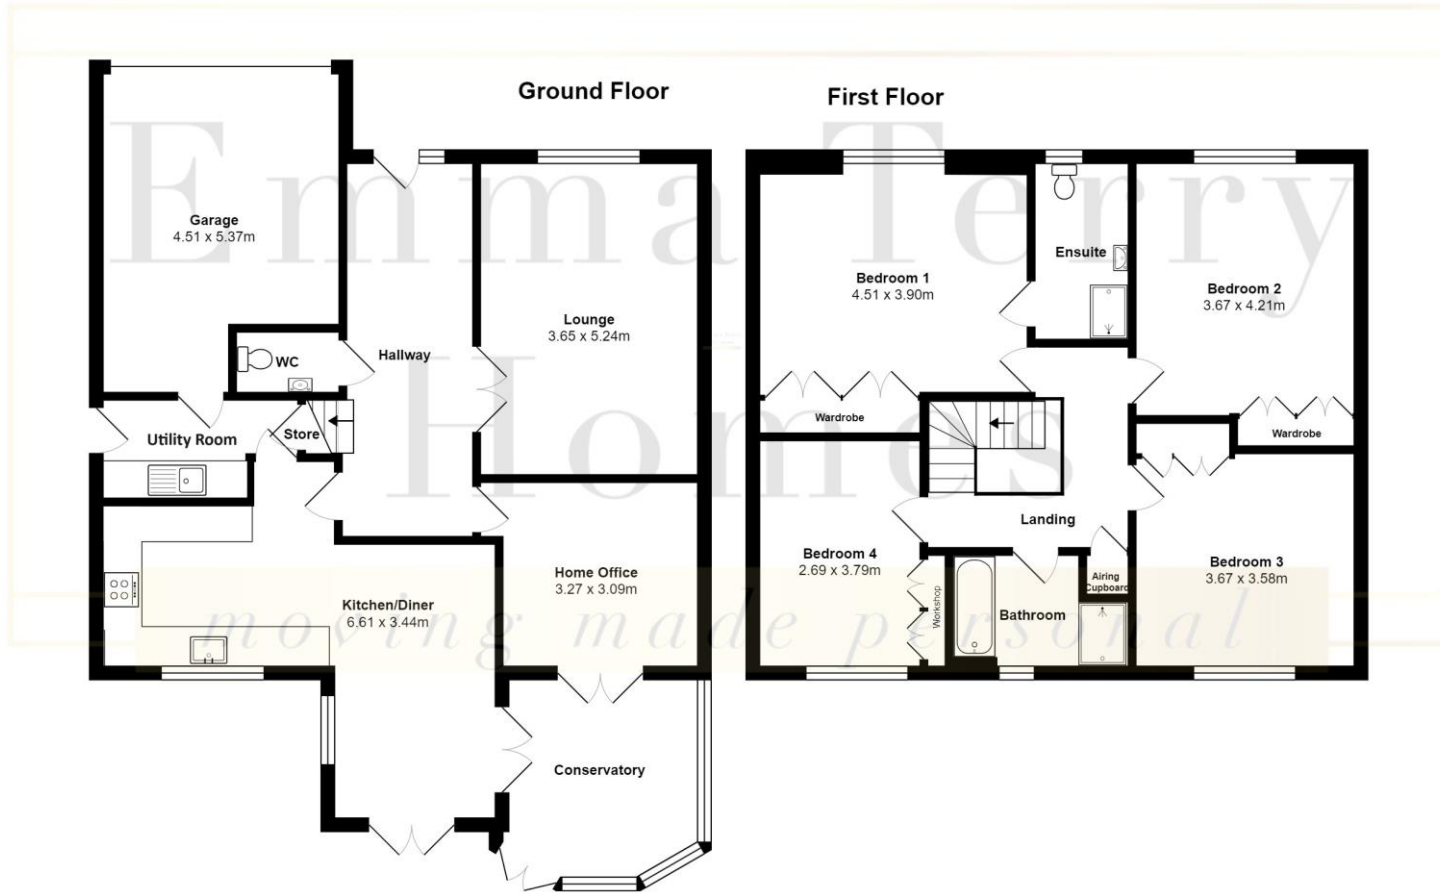 Ground Floor
First Floor
Emma Terry
Homes
moving made personal
Garage
4.51 x 5.37m
WC
Hallway
Lounge
3.65 x 5.24m
Utility Room
Store
Home Office
3.27 x 3.09m
Kitchen/Diner
6.61 x 3.44m
Conservatory
Bedroom 1
4.51 x 3.90m
Ensuite
Bedroom 2
3.67 x 4.21m
Wardrobe
Wardrobe
Landing
Bedroom 4
2.69 x 3.79m
Workshop
Bathroom
Airing
Cupboard
Bedroom 3
3.67 x 3.58m